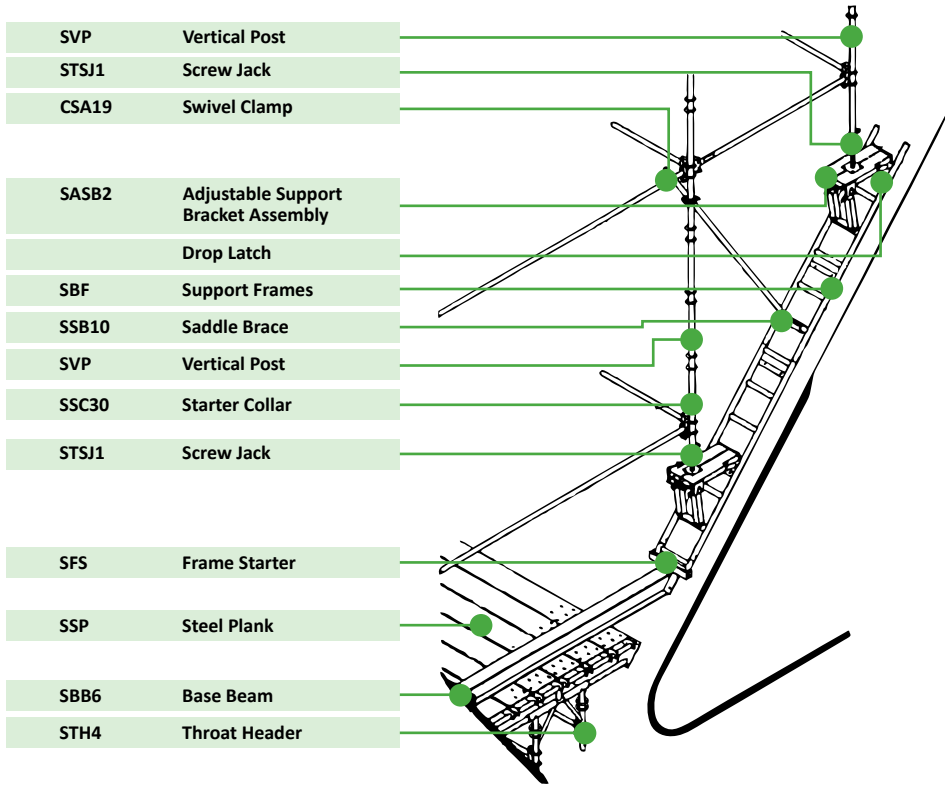 SVP Vertical Post
STSJ1 Screw Jack
CSA19 Swivel Clamp
SASB2 Adjustable Support
Bracket Assembly
Drop Latch
SBF Support Frames
SSB10 Saddle Brace
SVP Vertical Post
SSC30 Starter Collar
STSJ1 Screw Jack
SFS Frame Starter
SSP Steel Plank
SBB6 Base Beam
STH4 Throat Header